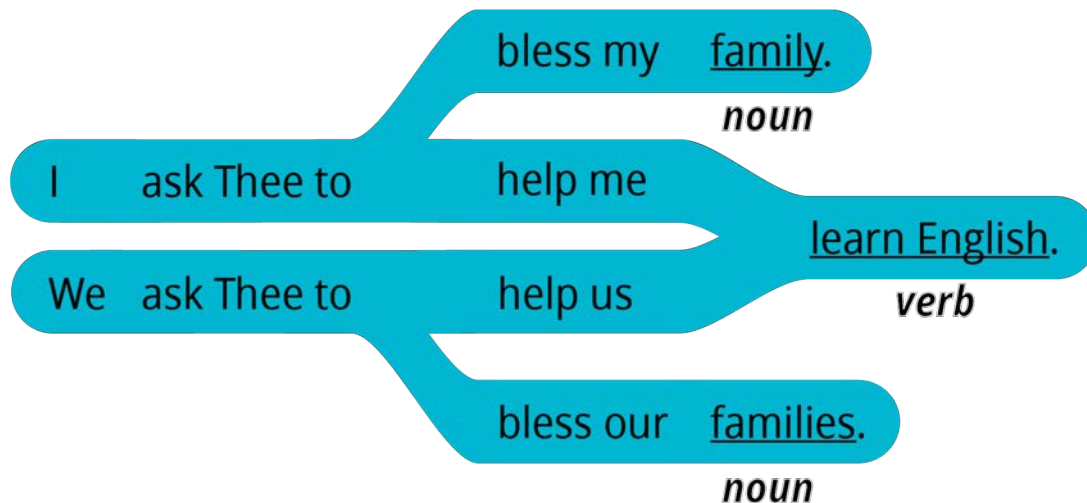 bless my family.
noun
I ask Thee to help me
learn English.
verb
We ask Thee to help us
bless our families.
noun